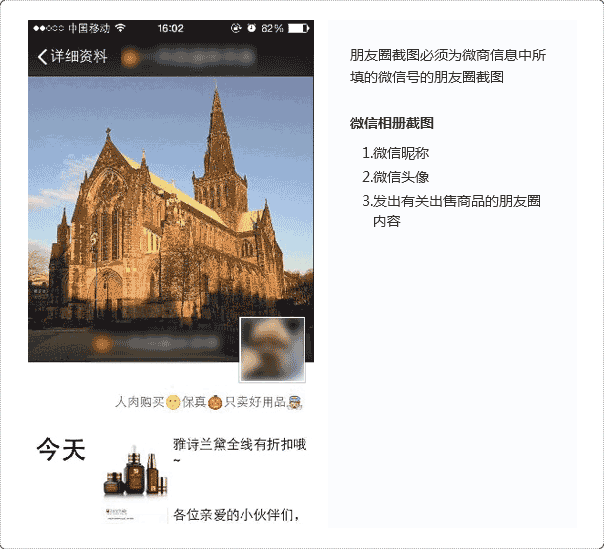 中国移动 16:02 82%
详细资料
人肉购买😶保真🎃只卖好用品
今天
雅诗兰黛全线有折扣哦
~
各位亲爱的小伙伴们，
朋友圈截图必须为微商信息中所
填的微信号的朋友圈截图
微信相册截图
1.微信昵称
2.微信头像
3.发出有关出售商品的朋友圈
内容